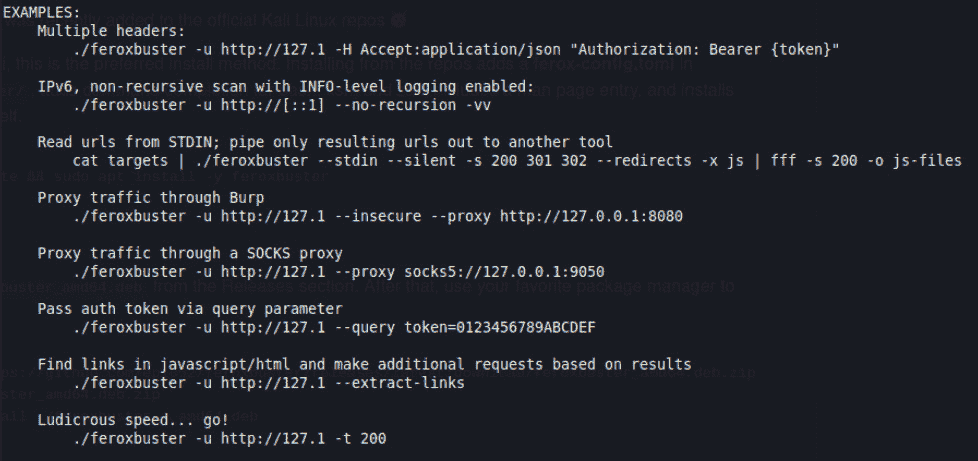 EXAMPLES:
Multiple headers:
./feroxbuster -u http://127.1 -H Accept:application/json "Authorization: Bearer {token}"
IPv6, non-recursive scan with INFO-level logging enabled:
./feroxbuster -u http://[::1] --no-recursion -vv
Read urls from STDIN; pipe only resulting urls out to another tool
cat targets | ./feroxbuster --stdin --silent -s 200 301 302 --redirects -x js | fff -s 200 -o js-files
Proxy traffic through Burp
./feroxbuster -u http://127.1 --insecure --proxy http://127.0.0.1:8080
Proxy traffic through a SOCKS proxy
./feroxbuster -u http://127.1 --proxy socks5://127.0.0.1:9050
Pass auth token via query parameter
./feroxbuster -u http://127.1 --query token=0123456789ABCDEF
Find links in javascript/html and make additional requests based on results
./feroxbuster -u http://127.1 --extract-links
Ludicrous speed... go!
./feroxbuster -u http://127.1 -t 200